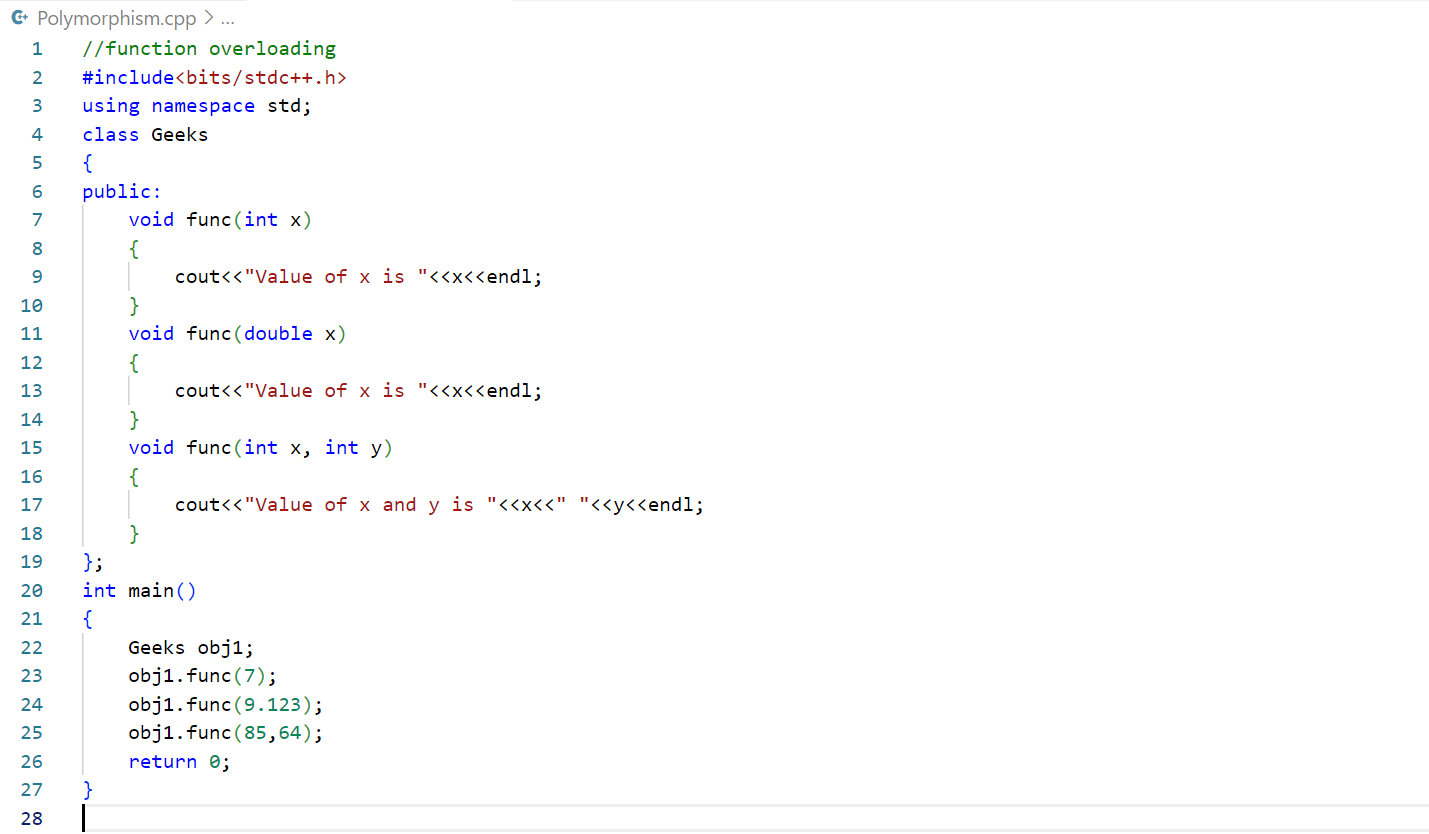 Polymorphism.cpp > ...
1 //function overloading
2 #include<bits/stdc++.h>
3 using namespace std;
4 class Geeks
5 {
6 public:
7     void func(int x)
8     {
9         cout<<"Value of x is "<<x<<endl;
10     }
11     void func(double x)
12     {
13         cout<<"Value of x is "<<x<<endl;
14     }
15     void func(int x, int y)
16     {
17         cout<<"Value of x and y is "<<x<<" "<<y<<endl;
18     }
19 };
20 int main()
21 {
22     Geeks obj1;
23     obj1.func(7);
24     obj1.func(9.123);
25     obj1.func(85,64);
26     return 0;
27 }
28